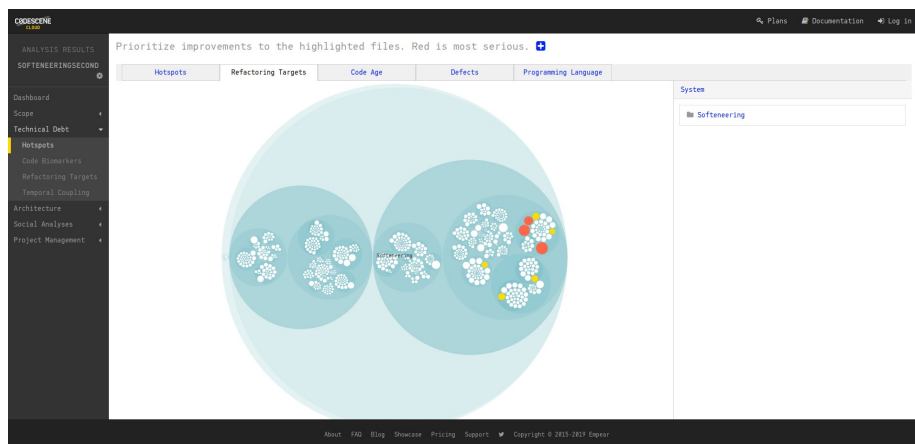 CODESCENE
CLOUD
Plans
Documentation
Log in
ANALYSIS RESULTS
SOFTENEERINGSECOND
Dashboard
Scope
Technical Debt
Hotspots
Code Biomarkers
Refactoring Targets
Temporal Coupling
Architecture
Social Analyses
Project Management
Prioritize improvements to the highlighted files. Red is most serious.
Hotspots
Refactoring Targets
Code Age
Defects
Programming Language
Softeneering
System
Softeneering
About FAQ Blog Showcase Pricing Support Copyright © 2015-2019 Empear